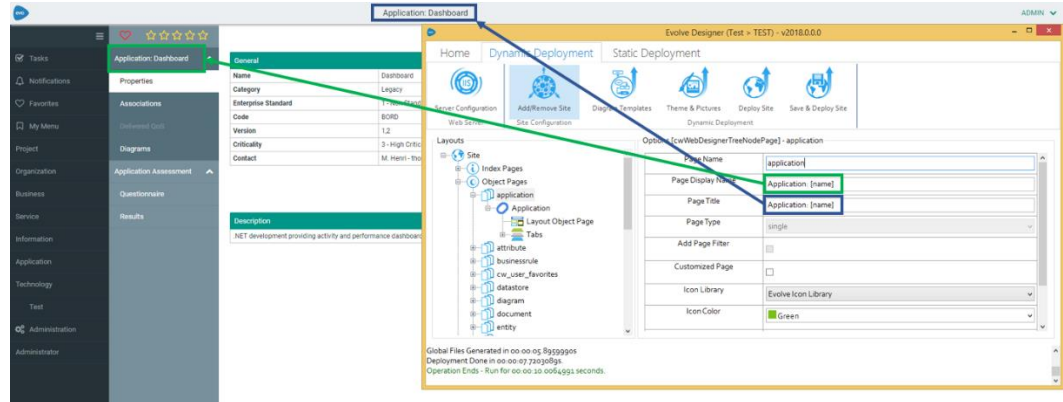 Application: Dashboard
ADMIN
Tasks
Notifications
Favorites
My Menu
Project
Organization
Business
Service
Information
Application
Technology
Test
Administration
Administrator
Application: Dashboard
Properties
Associations
Delivered QoS
Diagrams
Application Assessment
Questionnaire
Results
General
Name Dashboard
Category Legacy
Enterprise Standard
Code BORD
Version 1,2
Criticality 3 - High Critic
Contact M. Henri - tho
Description
.NET development providing activity and performance dashboard
Evolve Designer (Test > TEST) - v2018.0.0.0
Home Dynamic Deployment Static Deployment
Server Configuration Add/Remove Site Diagram Templates Theme & Pictures Deploy Site Save & Deploy Site
Web Server Site Configuration Dynamic Deployment
Layouts
Site
Index Pages
Object Pages
application
Application
Layout Object Page
Tabs
attribute
businessrule
cw_user_favorites
datastore
diagram
document
entity
Options [cwWebDesignerTreeNodePage] - application
Page Name application
Page Display Name Application: [name]
Page Title Application: [name]
Page Type single
Add Page Filter
Customized Page
Icon Library Evolve Icon Library
Icon Color Green
Global Files Generated in 00:00:05.8959990s
Deployment Done in 00:00:07.7203089s.
Operation Ends - Run for 00:00:10.0064991 seconds.